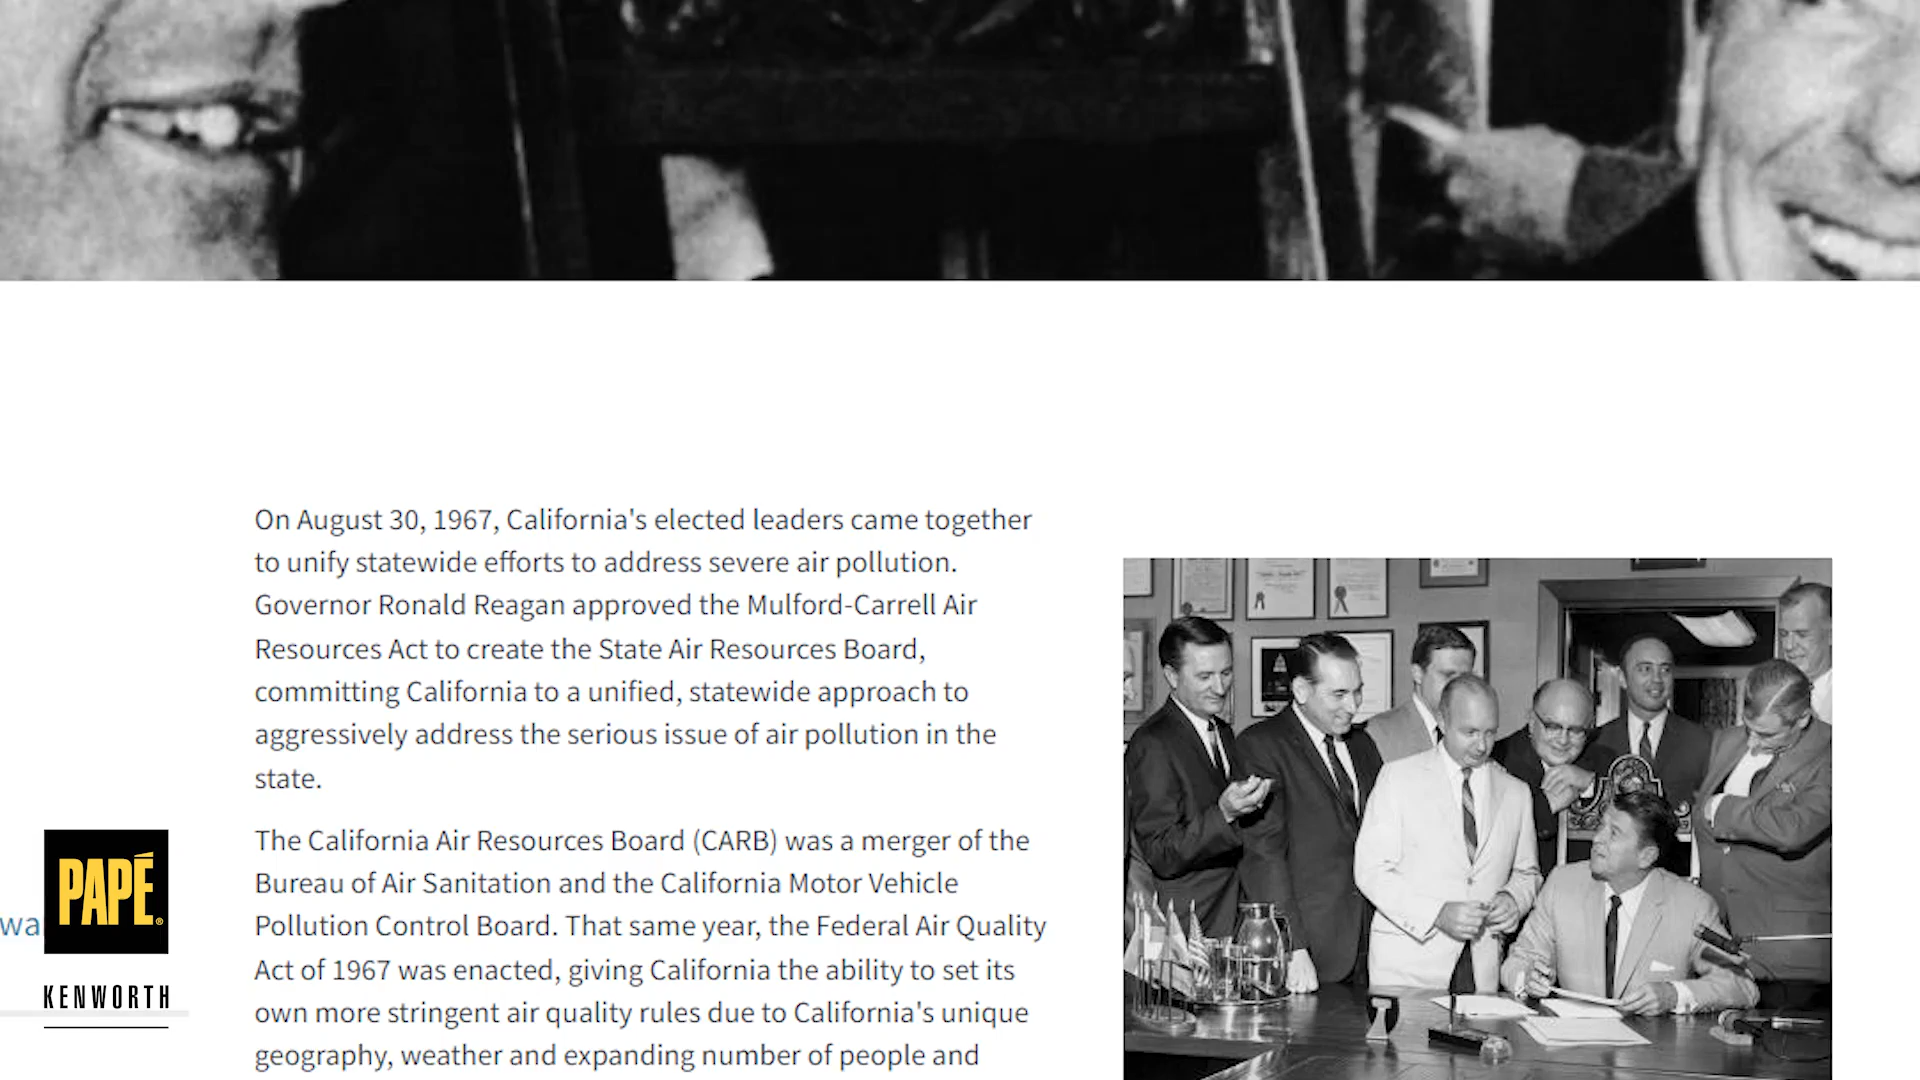 On August 30, 1967, California's elected leaders came together
to unify statewide efforts to address severe air pollution.
Governor Ronald Reagan approved the Mulford-Carrell Air
Resources Act to create the State Air Resources Board,
committing California to a unified, statewide approach to
aggressively address the serious issue of air pollution in the
state.
The California Air Resources Board (CARB) was a merger of the
Bureau of Air Sanitation and the California Motor Vehicle
Pollution Control Board. That same year, the Federal Air Quality
Act of 1967 was enacted, giving California the ability to set its
own more stringent air quality rules due to California's unique
geography, weather and expanding number of people and
wa
PAPÉ®
KENWORTH